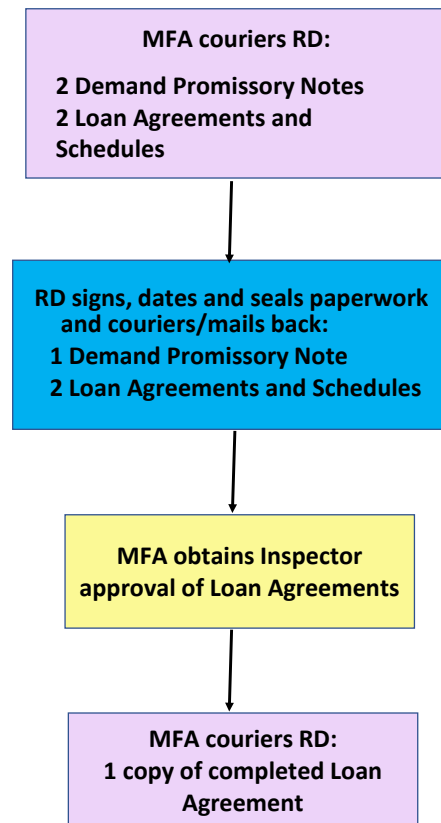 MFA couriers RD:
2 Demand Promissory Notes
2 Loan Agreements and
Schedules
RD signs, dates and seals paperwork
and couriers/mails back:
1 Demand Promissory Note
2 Loan Agreements and Schedules
MFA obtains Inspector
approval of Loan Agreements
MFA couriers RD:
1 copy of completed Loan
Agreement